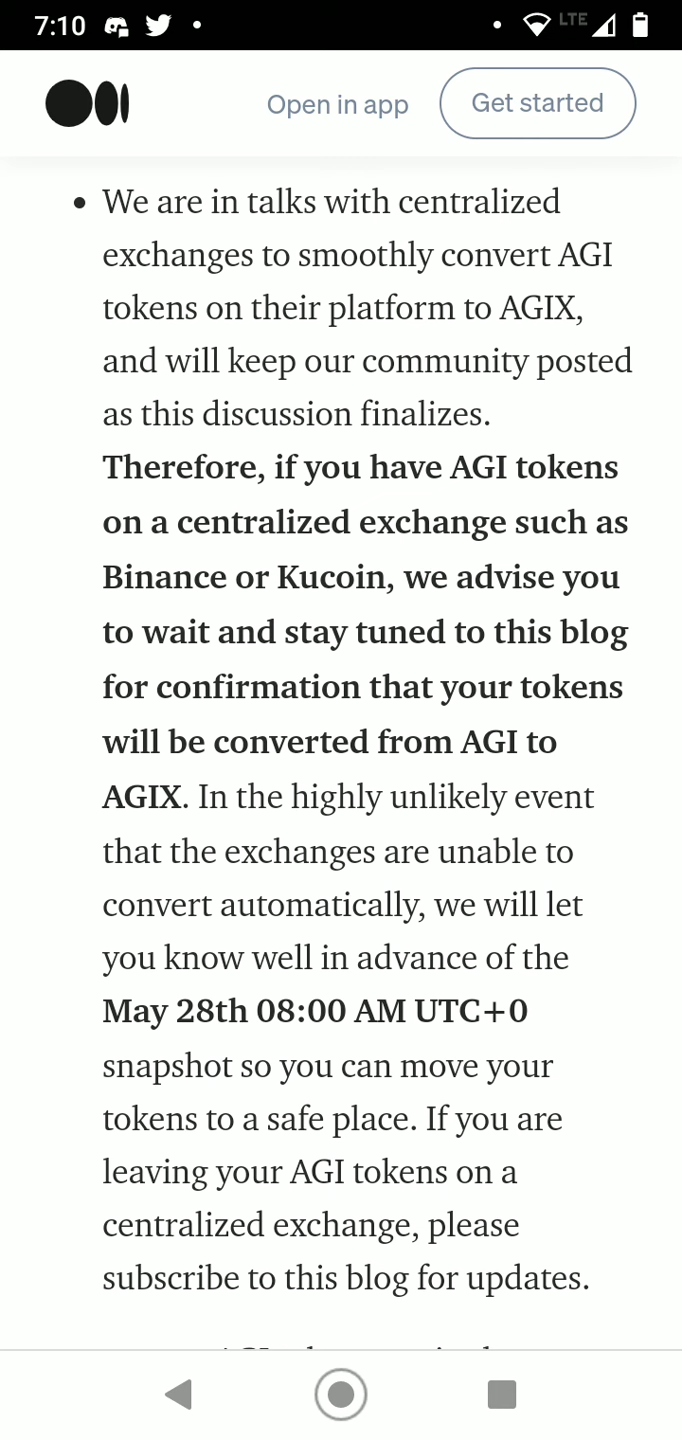 7:10
LTE
Open in app
Get started
• We are in talks with centralized
exchanges to smoothly convert AGI
tokens on their platform to AGIX,
and will keep our community posted
as this discussion finalizes.
Therefore, if you have AGI tokens
on a centralized exchange such as
Binance or Kucoin, we advise you
to wait and stay tuned to this blog
for confirmation that your tokens
will be converted from AGI to
AGIX. In the highly unlikely event
that the exchanges are unable to
convert automatically, we will let
you know well in advance of the
May 28th 08:00 AM UTC+0
snapshot so you can move your
tokens to a safe place. If you are
leaving your AGI tokens on a
centralized exchange, please
subscribe to this blog for updates.